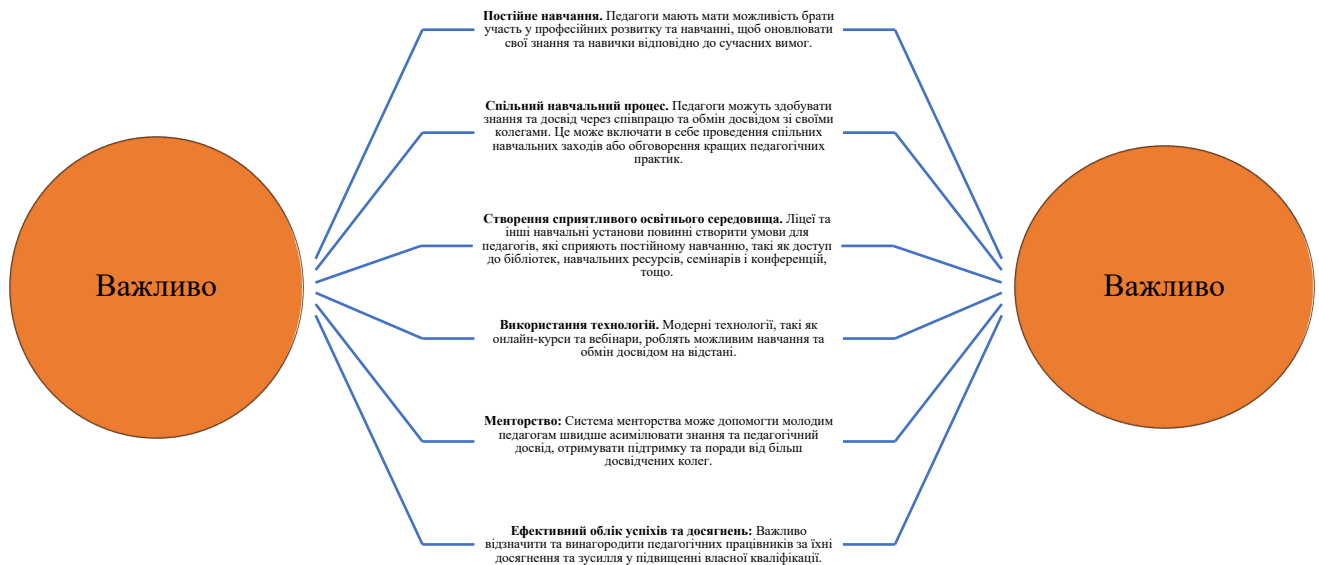 Важливо
Постійне навчання. Педагоги мають мати можливість брати
участь у професійних розвитку та навчанні, щоб оновлювати
свої знання та навички відповідно до сучасних вимог.
Спільний навчальний процес. Педагоги можуть здобувати
знання та досвід через співпрацю та обмін досвідом зі своїми
колегами. Це може включати в себе проведення спільних
навчальних заходів або обговорення кращих педагогічних
практик.
Створення сприятливого освітнього середовища. Ліцеї та
інші навчальні установи повинні створити умови для
педагогів, які сприяють постійному навчанню, такі як доступ
до бібліотек, навчальних ресурсів, семінарів і конференцій,
тощо.
Використання технологій. Модерні технології, такі як
онлайн-курси та вебінари, роблять можливим навчання та
обмін досвідом на відстані.
Менторство: Система менторства може допомогти молодим
педагогам швидше асимілювати знання та педагогічний
досвід, отримувати підтримку та поради від більш
досвідчених колег.
Ефективний облік успіхів та досягнень: Важливо
відзначити та винагородити педагогічних працівників за їхні
досягнення та зусилля у підвищенні власної кваліфікації.
Важливо